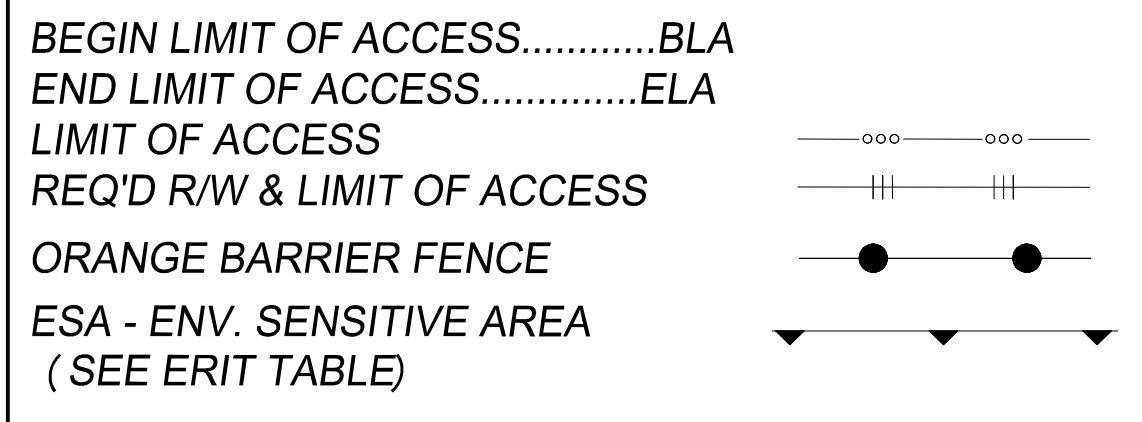 BEGIN LIMIT OF ACCESS............BLA
END LIMIT OF ACCESS..............ELA
LIMIT OF ACCESS
REQ'D R/W & LIMIT OF ACCESS
ORANGE BARRIER FENCE
ESA - ENV. SENSITIVE AREA
( SEE ERIT TABLE)